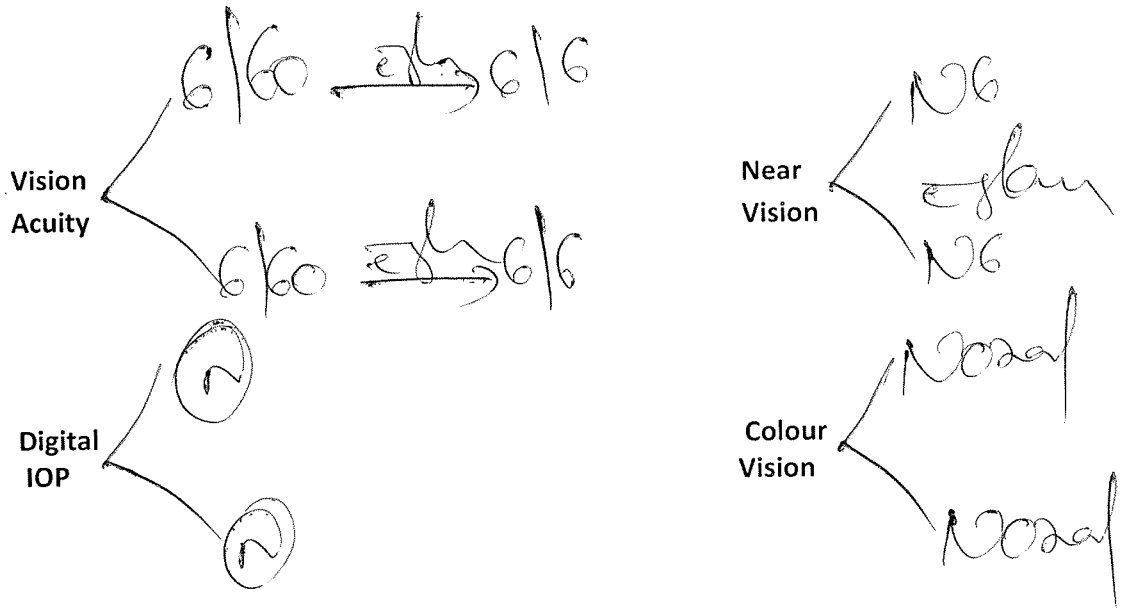 6/60 → 6/6
Vision
Acuity
6/60 → 6/6
N6
Near
Vision
c̄ glass
N6
Digital
IOP
N
N
Normal
Colour
Vision
Normal